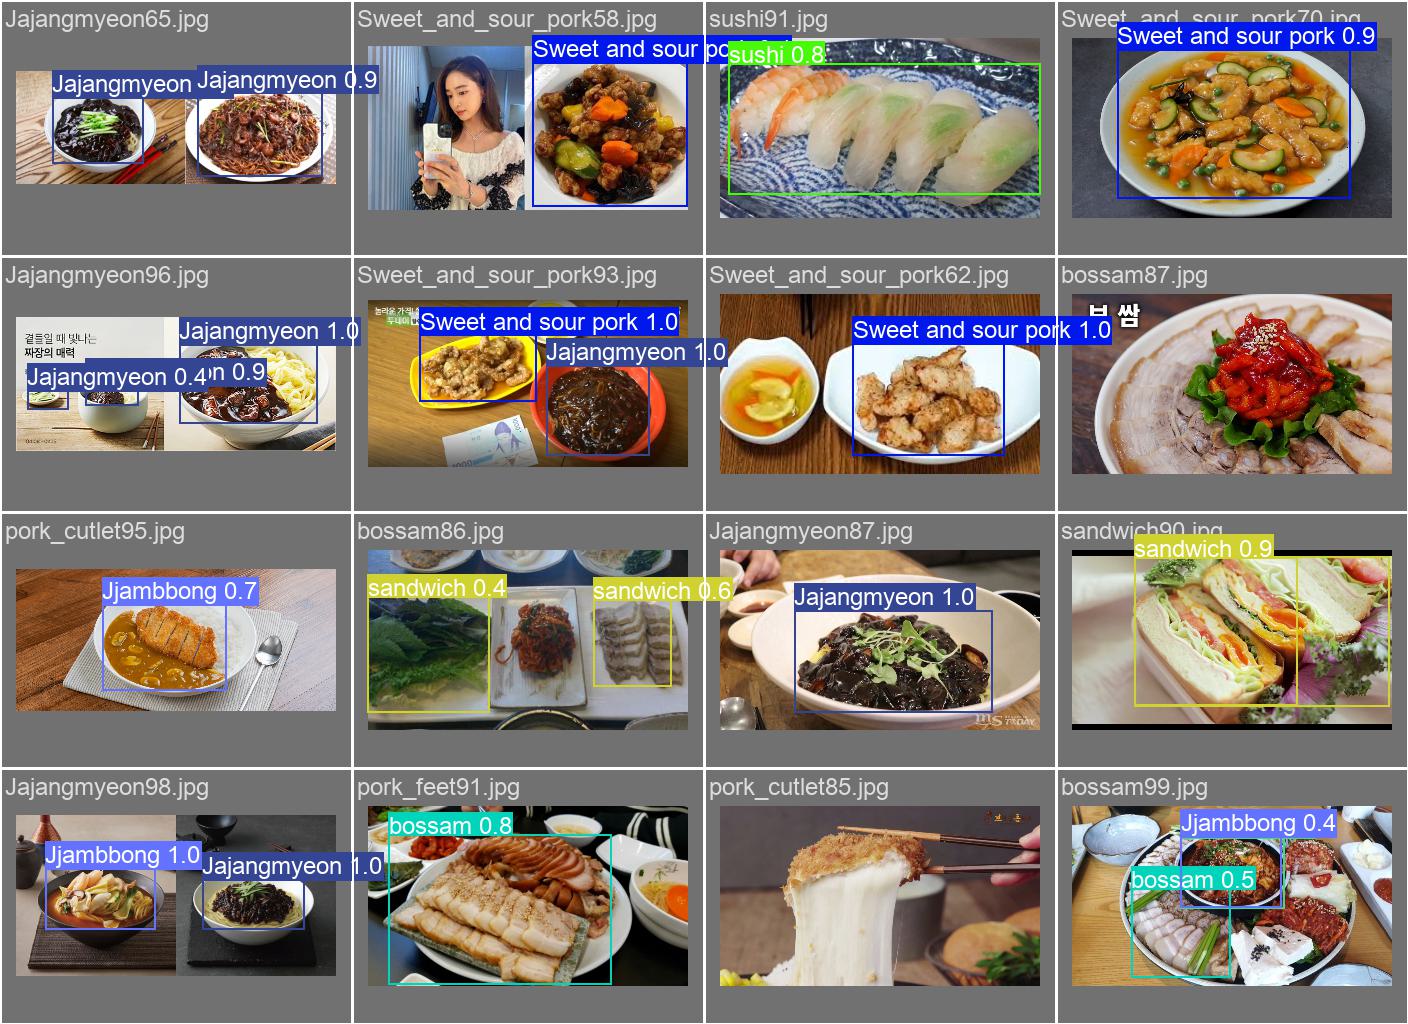 Jajangmyeon65.jpg
Jajangmyeon
Jajangmyeon 0.9
Sweet_and_sour_pork58.jpg
Sweet and sour
sushi91.jpg
sushi 0.8
Sweet_and_sour_pork70.jpg
Sweet and sour pork 0.9
Jajangmyeon96.jpg
곁들일 때 빛나는
짜장의 매력
Jajangmyeon 1.0
Jajangmyeon 0.4
n 0.9
Sweet_and_sour_pork93.jpg
Sweet and sour pork 1.0
Jajangmyeon 1.0
Sweet_and_sour_pork62.jpg
Sweet and sour pork 1.0
bossam87.jpg
쌈
pork_cutlet95.jpg
Jjambbong 0.7
bossam86.jpg
sandwich 0.4
sandwich 0.6
Jajangmyeon87.jpg
Jajangmyeon 1.0
MS TODAY
sandwich90.jpg
sandwich 0.9
Jajangmyeon98.jpg
Jjambbong 1.0
Jajangmyeon 1.0
pork_feet91.jpg
bossam 0.8
pork_cutlet85.jpg
bossam99.jpg
Jjambbong 0.4
bossam 0.5